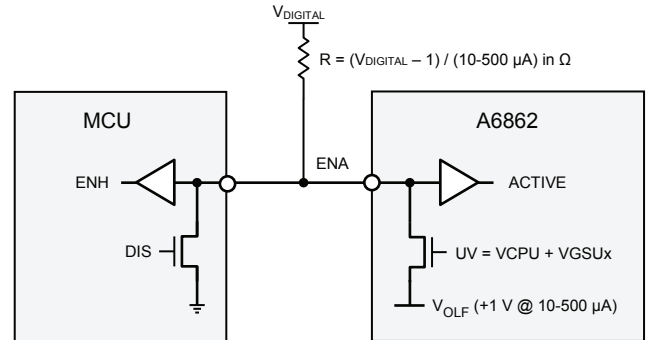 VDIGITAL
R = (VDIGITAL – 1) / (10-500 µA) in Ω
MCU
A6862
ENA
ENH
ACTIVE
DIS
UV = VCPU + VGSUx
VOLF (+1 V @ 10-500 µA)